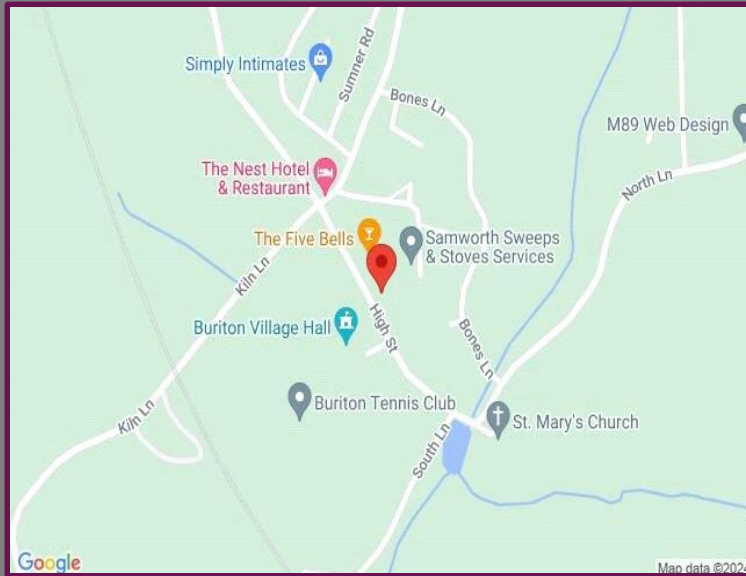 Simply Intimates
Sumner Rd
Bones Ln
M89 Web Design
The Nest Hotel
& Restaurant
North Ln
The Five Bells
Samworth Sweeps
& Stoves Services
Kiln Ln
Buriton Village Hall
High St
Bones Ln
Buriton Tennis Club
Kiln Ln
St. Mary's Church
South Ln
Google
Map data ©2024